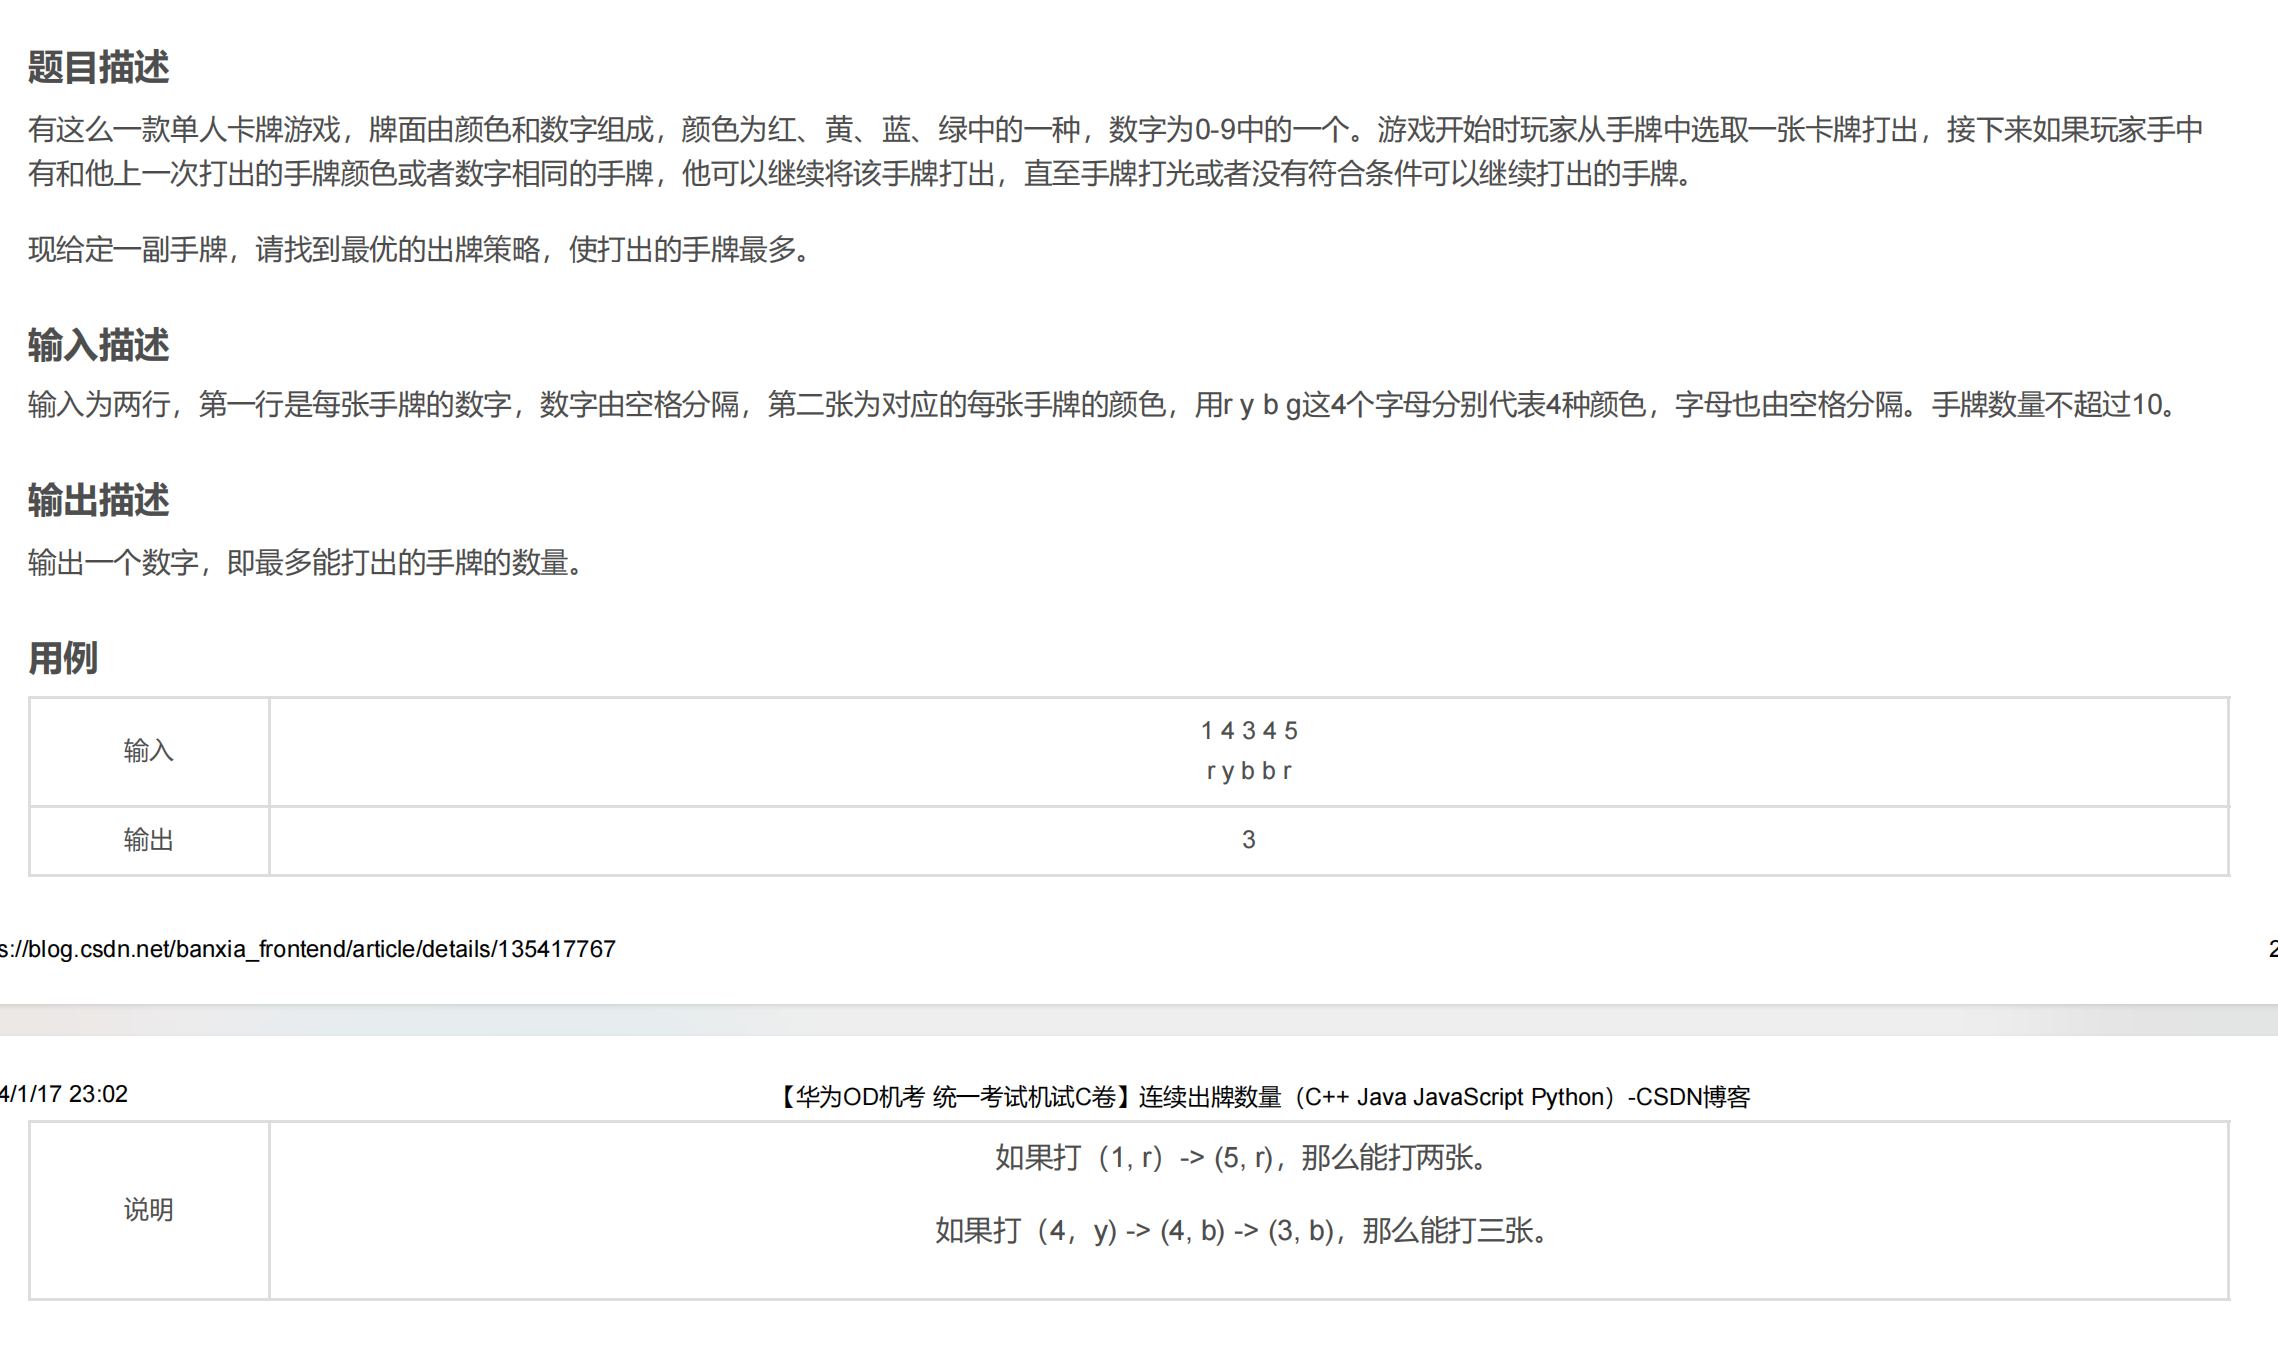 题目描述
有这么一款单人卡牌游戏，牌面由颜色和数字组成，颜色为红、黄、蓝、绿中的一种，数字为0-9中的一个。游戏开始时玩家从手牌中选取一张卡牌打出，接下来如果玩家手中
有和他上一次打出的手牌颜色或者数字相同的手牌，他可以继续将该手牌打出，直至手牌打光或者没有符合条件可以继续打出的手牌。
现给定一副手牌，请找到最优的出牌策略，使打出的手牌最多。
输入描述
输入为两行，第一行是每张手牌的数字，数字由空格分隔，第二张为对应的每张手牌的颜色，用r y b g这4个字母分别代表4种颜色，字母也由空格分隔。手牌数量不超过10。
输出描述
输出一个数字，即最多能打出的手牌的数量。
用例
输入
1 4 3 4 5
r y b b r
输出
3
s://blog.csdn.net/banxia_frontend/article/details/135417767
2
4/1/17 23:02
【华为OD机考 统一考试机试C卷】连续出牌数量（C++ Java JavaScript Python）-CSDN博客
说明
如果打（1, r）-> (5, r)，那么能打两张。
如果打（4，y) -> (4, b) -> (3, b)，那么能打三张。